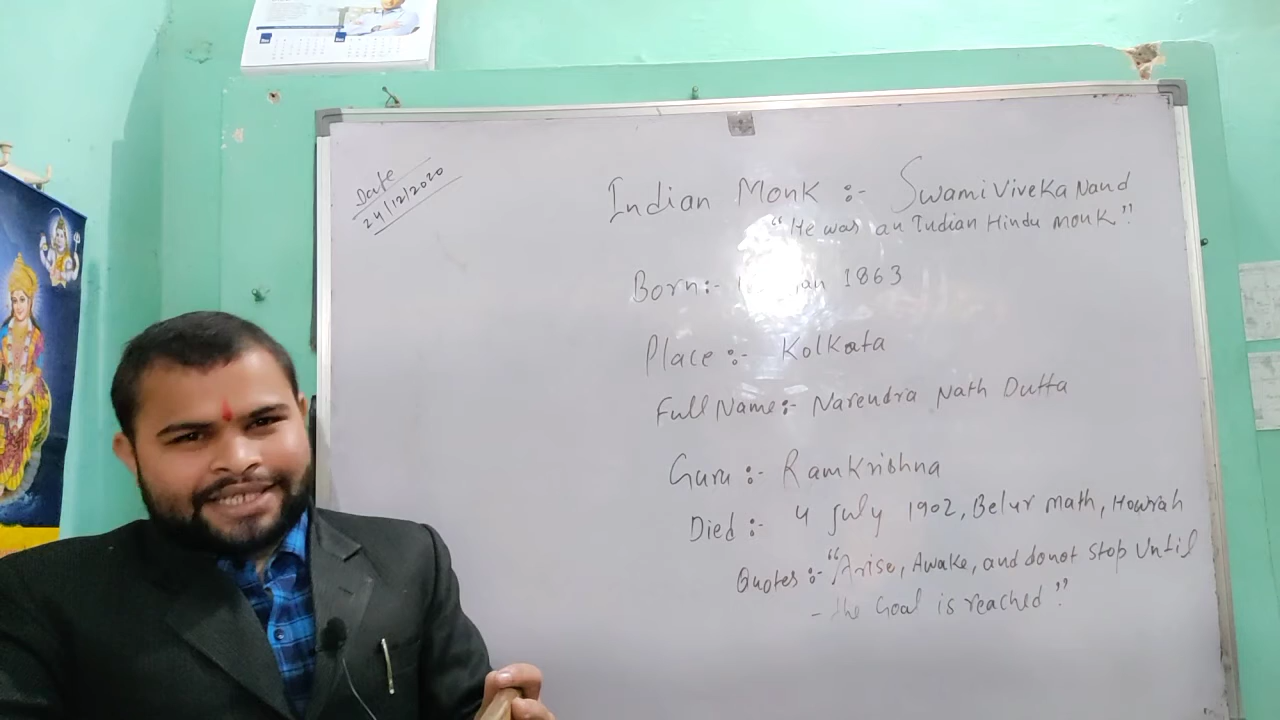 Date
24/12/2020
Indian Monk :- Swami Vivekanand
"He was an Indian Hindu monk"
Born:- 1863
Place :- Kolkata
Full Name:- Narendra Nath Dutta
Guru :- RamKrishna
Died :- 4 July 1902, Belur math, Howrah
Quotes :- "Arise, Awake, and donot stop Until
- the Goal is reached"